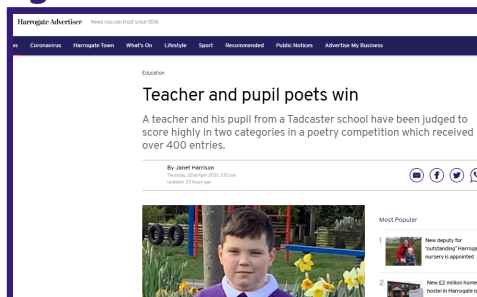 Harrogate Advertiser News you can trust since 1836
Coronavirus Harrogate Town What's On Lifestyle Sport Recommended Public Notices Advertise My Business
Education
Teacher and pupil poets win
A teacher and his pupil from a Tadcaster school have been judged to
score highly in two categories in a poetry competition which received
over 400 entries.
By Janet Harrison
Thursday, 22nd April 2021, 2:02 pm
Updated 20 hours ago
Most Popular
1 New deputy for
"outstanding" Harroga
nursery is appointed
2 New £2 million home
hostel in Harrogate is